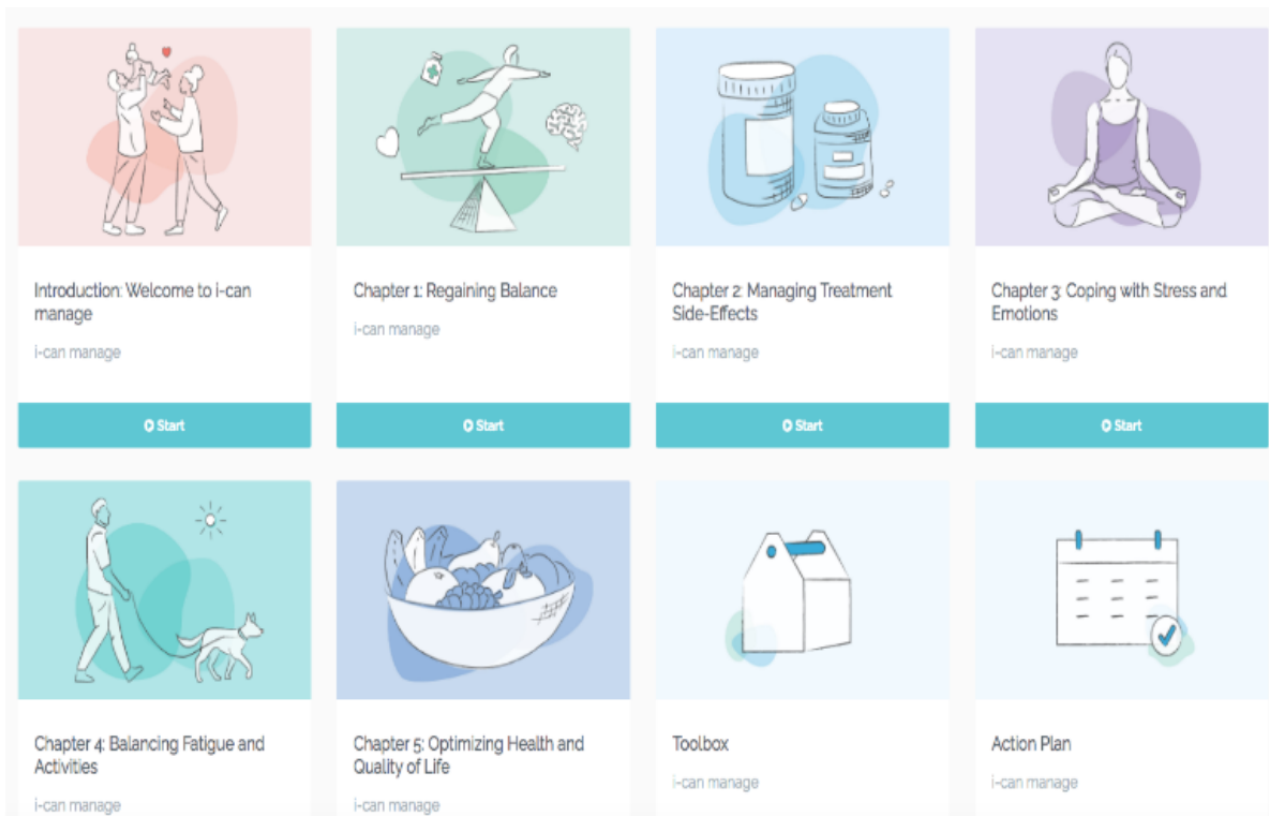 Introduction: Welcome to i-can
manage
i-can manage
Start
Chapter 1: Regaining Balance
i-can manage
Start
Chapter 2: Managing Treatment
Side-Effects
i-can manage
Start
Chapter 3: Coping with Stress and
Emotions
i-can manage
Start
Chapter 4: Balancing Fatigue and
Activities
i-can manage
Chapter 5: Optimizing Health and
Quality of Life
i-can manage
Toolbox
i-can manage
Action Plan
i-can manage